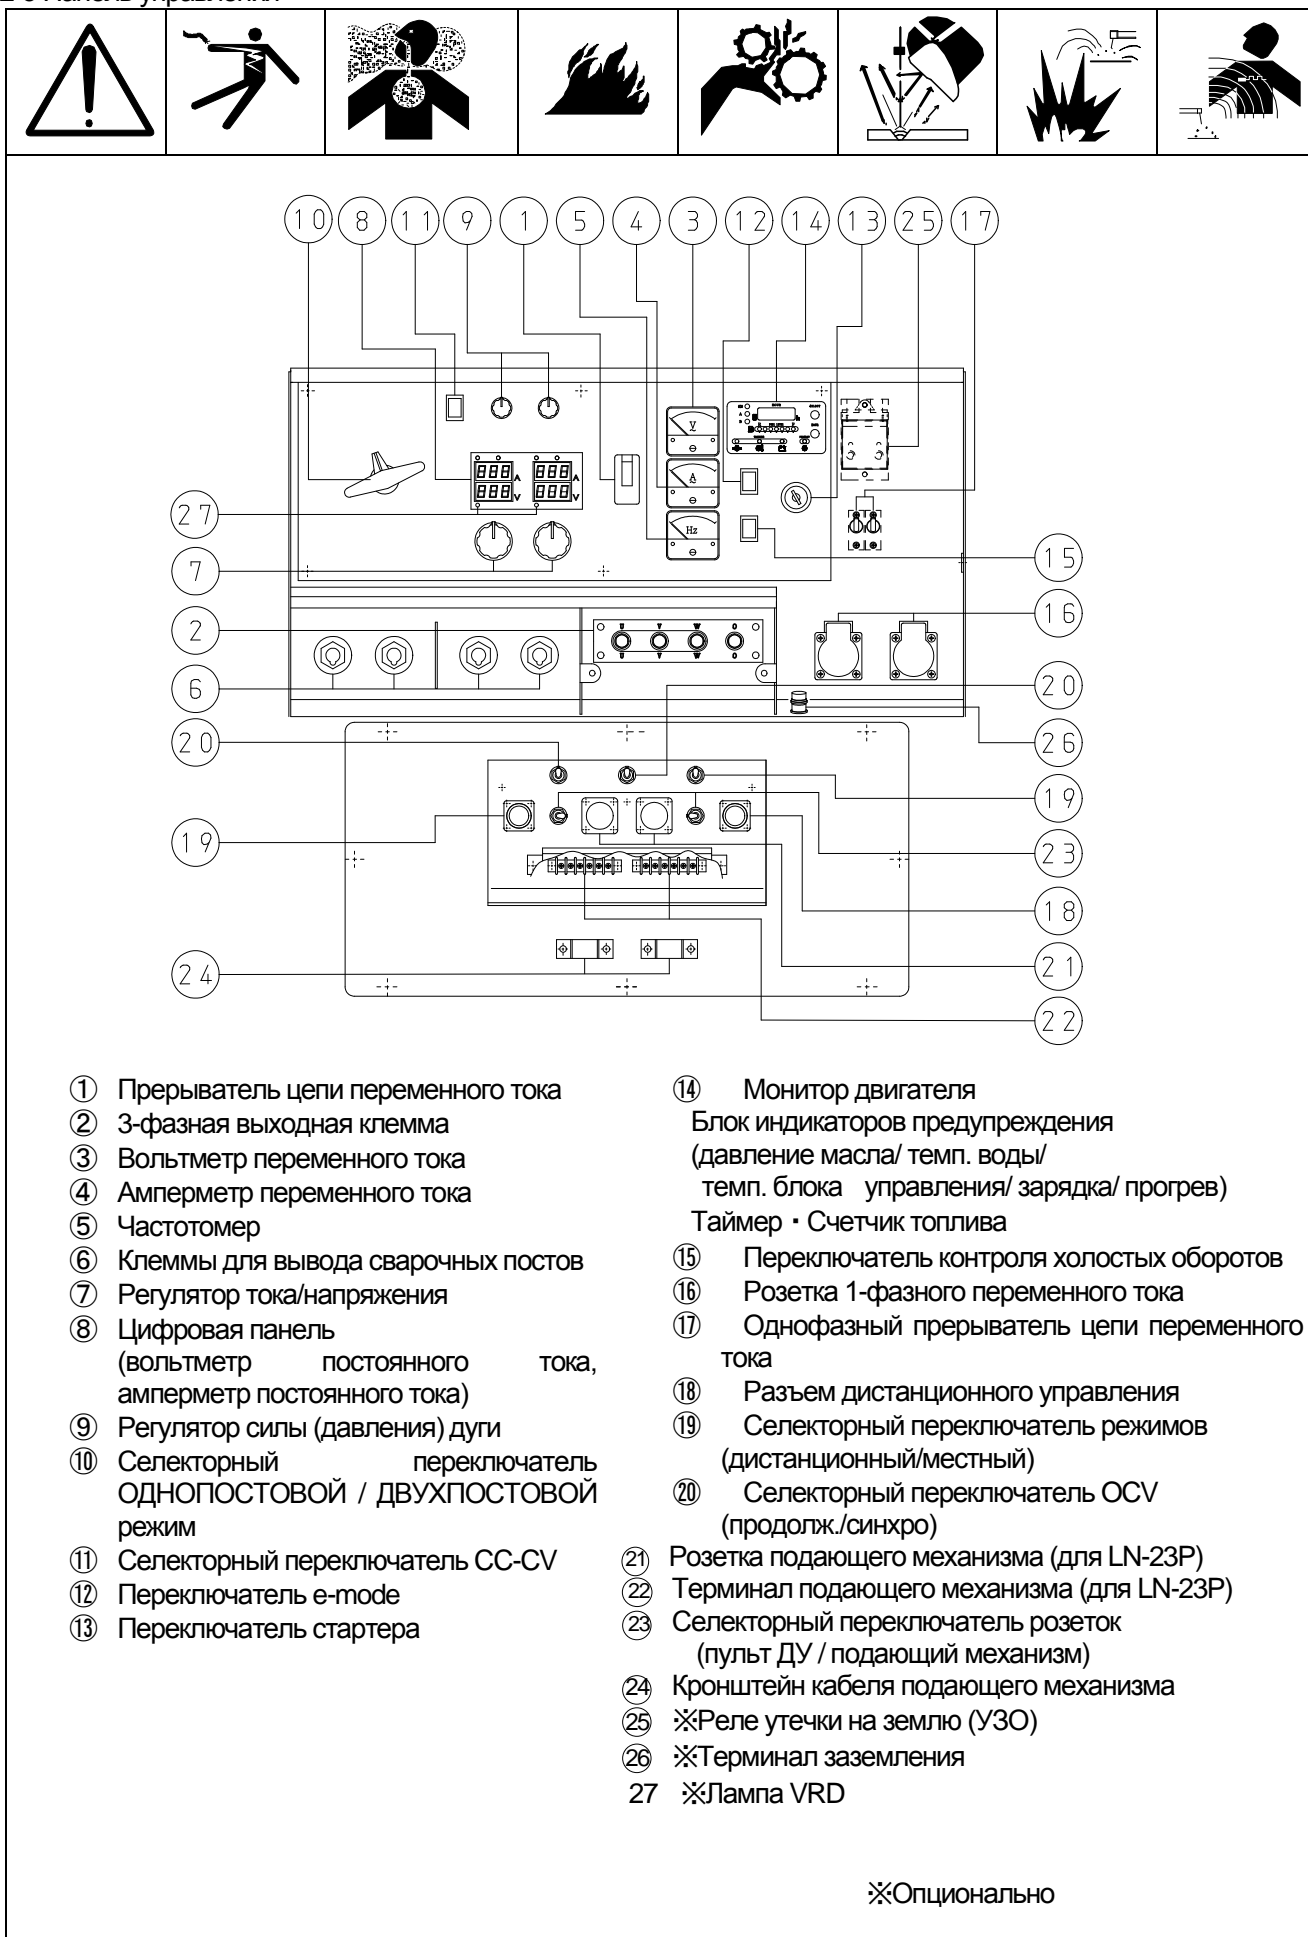 Панель управления
10 8 11 9 1 5 4 3 12 14 13 25 17
V
A
Hz
27
7
2
6
20
19
24
U V W O
U V W O
15
16
20
26
19
23
18
21
22
① Прерыватель цепи переменного тока
② 3-фазная выходная клемма
③ Вольтметр переменного тока
④ Амперметр переменного тока
⑤ Частотомер
⑥ Клеммы для вывода сварочных постов
⑦ Регулятор тока/напряжения
⑧ Цифровая панель
(вольтметр постоянного тока,
амперметр постоянного тока)
⑨ Регулятор силы (давления) дуги
⑩ Селекторный переключатель
ОДНОПОСТОВОЙ / ДВУХПОСТОВОЙ
режим
⑪ Селекторный переключатель CC-CV
⑫ Переключатель e-mode
⑬ Переключатель стартера
⑭ Монитор двигателя
Блок индикаторов предупреждения
(давление масла/ темп. воды/
темп. блока управления/ зарядка/ прогрев)
Таймер・Счетчик топлива
⑮ Переключатель контроля холостых оборотов
⑯ Розетка 1-фазного переменного тока
⑰ Однофазный прерыватель цепи переменного
тока
⑱ Разъем дистанционного управления
⑲ Селекторный переключатель режимов
(дистанционный/местный)
⑳ Селекторный переключатель OCV
(продолж./синхро)
㉑ Розетка подающего механизма (для LN-23P)
㉒ Терминал подающего механизма (для LN-23P)
㉓ Селекторный переключатель розеток
(пульт ДУ / подающий механизм)
㉔ Кронштейн кабеля подающего механизма
㉕ ※Реле утечки на землю (УЗО)
㉖ ※Терминал заземления
27 ※Лампа VRD
※Опционально